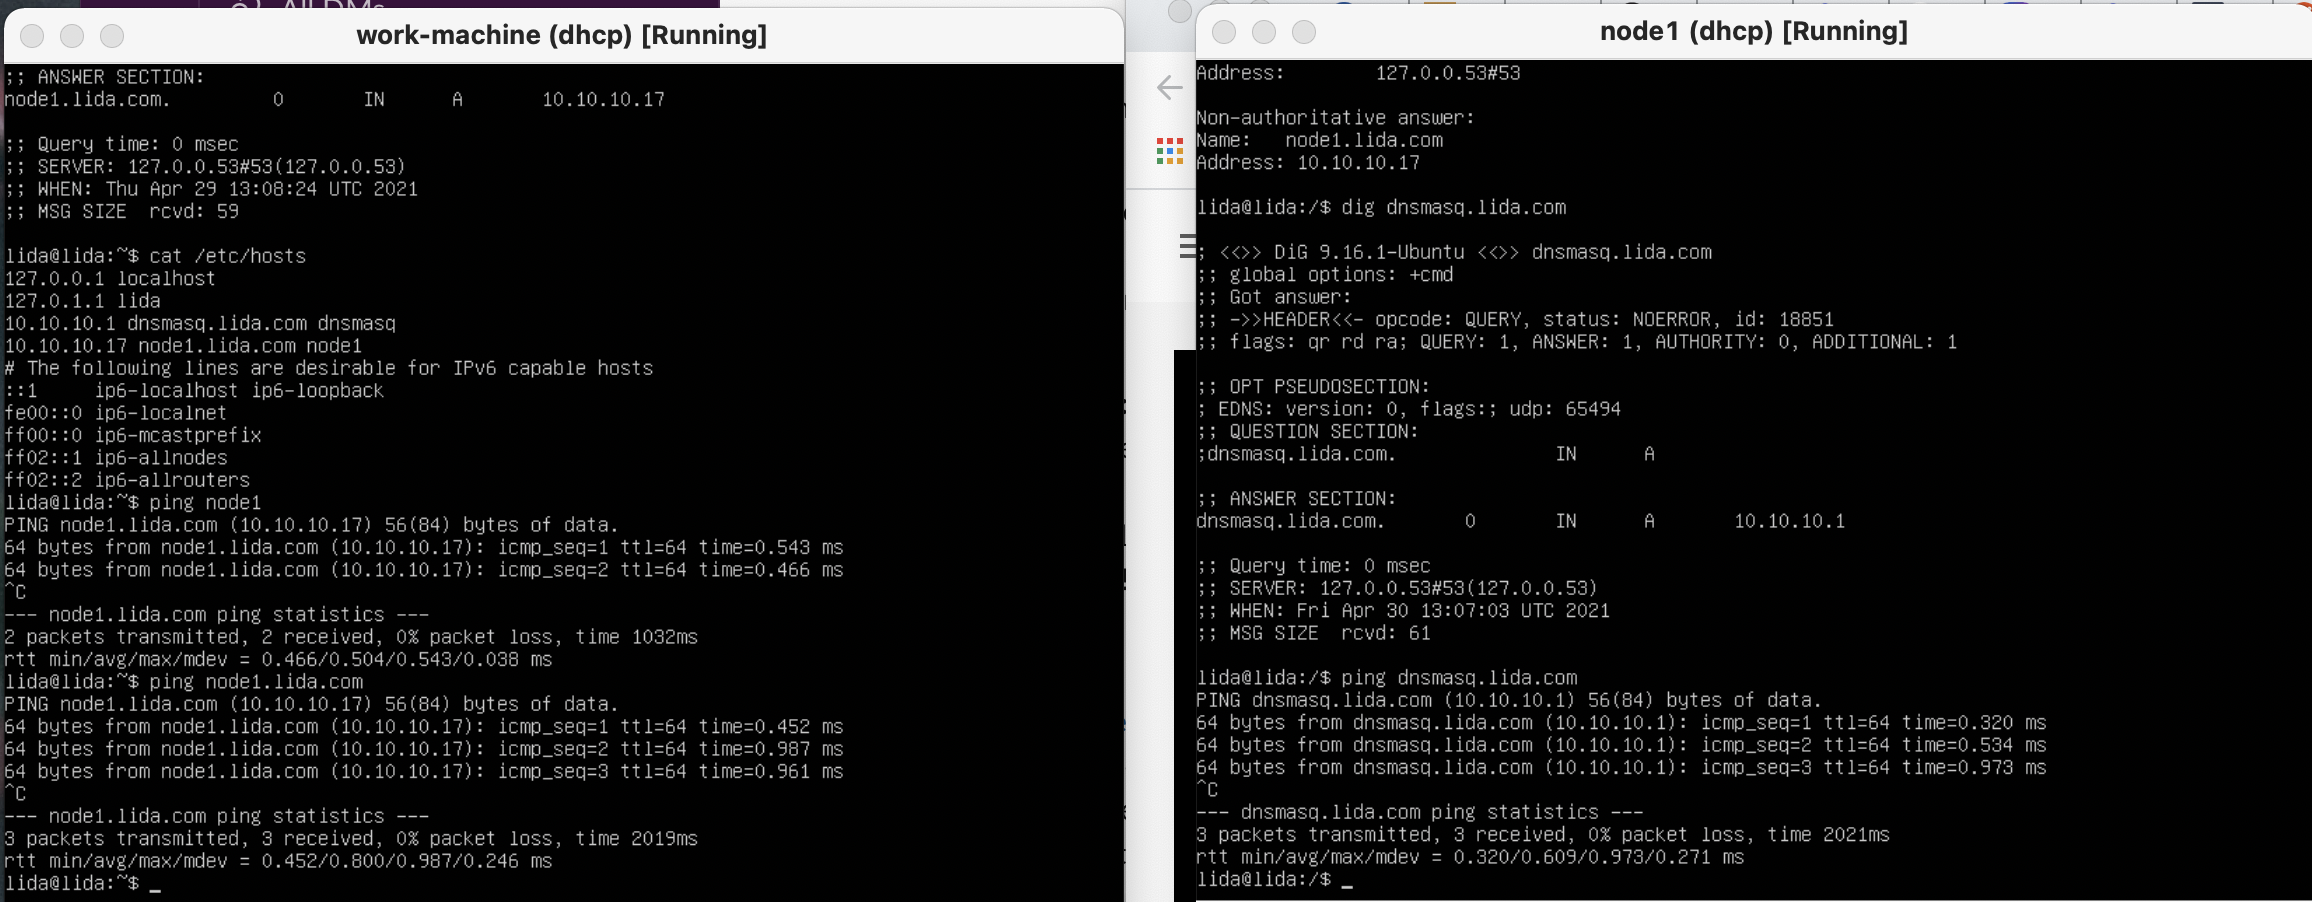 All DMs
work-machine (dhcp) [Running]
;; ANSWER SECTION:
node1.lida.com. 0 IN A 10.10.10.17
;; Query time: 0 msec
;; SERVER: 127.0.0.53#53(127.0.0.53)
;; WHEN: Thu Apr 29 13:08:24 UTC 2021
;; MSG SIZE rcvd: 59
lida@lida:~$ cat /etc/hosts
127.0.0.1 localhost
127.0.1.1 lida
10.10.10.1 dnsmasq.lida.com dnsmasq
10.10.10.17 node1.lida.com node1
# The following lines are desirable for IPv6 capable hosts
::1 ip6-localhost ip6-loopback
fe00::0 ip6-localnet
ff00::0 ip6-mcastprefix
ff02::1 ip6-allnodes
ff02::2 ip6-allrouters
lida@lida:~$ ping node1
PING node1.lida.com (10.10.10.17) 56(84) bytes of data.
64 bytes from node1.lida.com (10.10.10.17): icmp_seq=1 ttl=64 time=0.543 ms
64 bytes from node1.lida.com (10.10.10.17): icmp_seq=2 ttl=64 time=0.466 ms
^C
--- node1.lida.com ping statistics ---
2 packets transmitted, 2 received, 0% packet loss, time 1032ms
rtt min/avg/max/mdev = 0.466/0.504/0.543/0.038 ms
lida@lida:~$ ping node1.lida.com
PING node1.lida.com (10.10.10.17) 56(84) bytes of data.
64 bytes from node1.lida.com (10.10.10.17): icmp_seq=1 ttl=64 time=0.452 ms
64 bytes from node1.lida.com (10.10.10.17): icmp_seq=2 ttl=64 time=0.987 ms
64 bytes from node1.lida.com (10.10.10.17): icmp_seq=3 ttl=64 time=0.961 ms
^C
--- node1.lida.com ping statistics ---
3 packets transmitted, 3 received, 0% packet loss, time 2019ms
rtt min/avg/max/mdev = 0.452/0.800/0.987/0.246 ms
lida@lida:~$ _
node1 (dhcp) [Running]
Address: 127.0.0.53#53
Non-authoritative answer:
Name: node1.lida.com
Address: 10.10.10.17
lida@lida:/$ dig dnsmasq.lida.com
; <<>> DiG 9.16.1-Ubuntu <<>> dnsmasq.lida.com
;; global options: +cmd
;; Got answer:
;; ->>HEADER<<- opcode: QUERY, status: NOERROR, id: 18851
;; flags: qr rd ra; QUERY: 1, ANSWER: 1, AUTHORITY: 0, ADDITIONAL: 1
;; OPT PSEUDOSECTION:
; EDNS: version: 0, flags:; udp: 65494
;; QUESTION SECTION:
;dnsmasq.lida.com. IN A
;; ANSWER SECTION:
dnsmasq.lida.com. 0 IN A 10.10.10.1
;; Query time: 0 msec
;; SERVER: 127.0.0.53#53(127.0.0.53)
;; WHEN: Fri Apr 30 13:07:03 UTC 2021
;; MSG SIZE rcvd: 61
lida@lida:/$ ping dnsmasq.lida.com
PING dnsmasq.lida.com (10.10.10.1) 56(84) bytes of data.
64 bytes from dnsmasq.lida.com (10.10.10.1): icmp_seq=1 ttl=64 time=0.320 ms
64 bytes from dnsmasq.lida.com (10.10.10.1): icmp_seq=2 ttl=64 time=0.534 ms
64 bytes from dnsmasq.lida.com (10.10.10.1): icmp_seq=3 ttl=64 time=0.973 ms
^C
--- dnsmasq.lida.com ping statistics ---
3 packets transmitted, 3 received, 0% packet loss, time 2021ms
rtt min/avg/max/mdev = 0.320/0.609/0.973/0.271 ms
lida@lida:/$ _